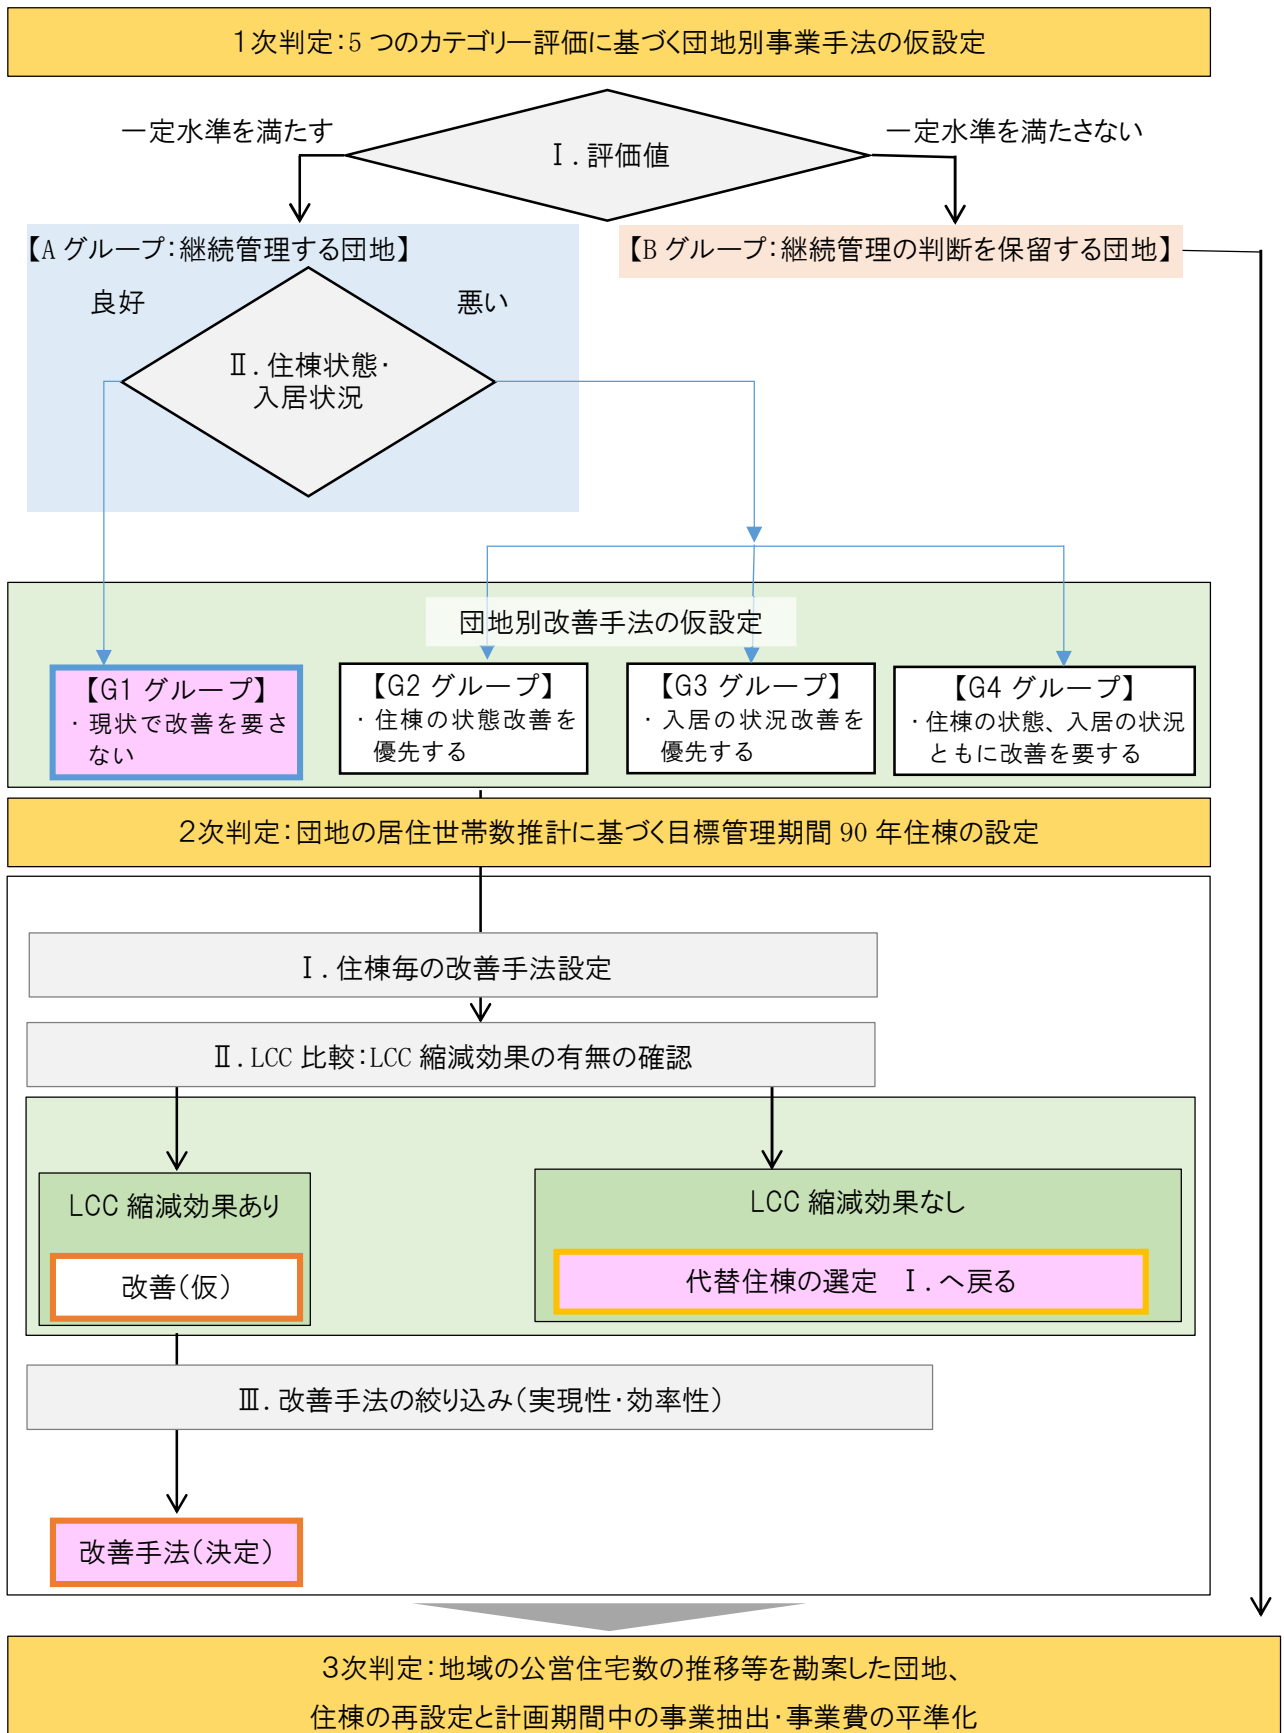 1次判定：5つのカテゴリー評価に基づく団地別事業手法の仮設定
一定水準を満たす
一定水準を満たさない
Ⅰ．評価値
【Aグループ：継続管理する団地】
【Bグループ：継続管理の判断を保留する団地】
良好
悪い
Ⅱ．住棟状態・
入居状況
団地別改善手法の仮設定
【G1グループ】
・現状で改善を要さ
ない
【G2グループ】
・住棟の状態改善を
優先する
【G3グループ】
・入居の状況改善を
優先する
【G4グループ】
・住棟の状態、入居の状況
ともに改善を要する
2次判定：団地の居住世帯数推計に基づく目標管理期間90年住棟の設定
Ⅰ．住棟毎の改善手法設定
Ⅱ．LCC比較：LCC縮減効果の有無の確認
LCC縮減効果あり
改善（仮）
LCC縮減効果なし
代替住棟の選定　Ⅰ．へ戻る
Ⅲ．改善手法の絞り込み（実現性・効率性）
改善手法（決定）
3次判定：地域の公営住宅数の推移等を勘案した団地、
住棟の再設定と計画期間中の事業抽出・事業費の平準化